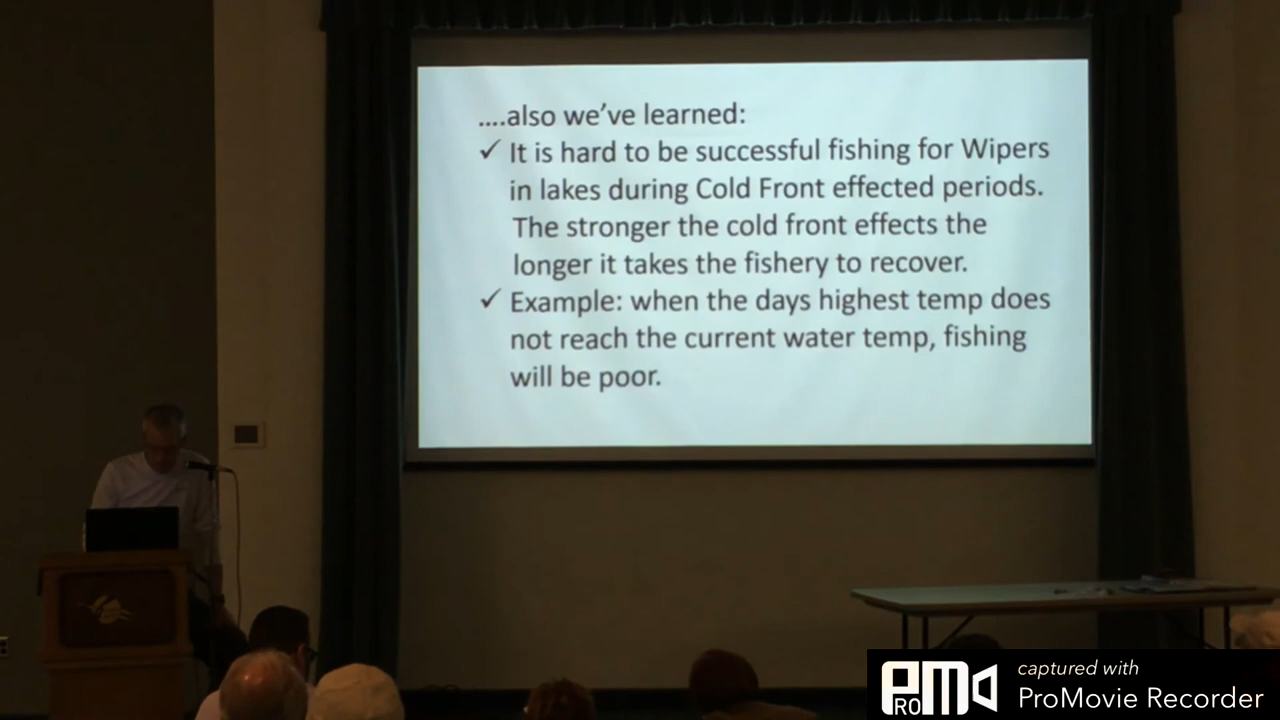 ....also we've learned:
✓ It is hard to be successful fishing for Wipers
in lakes during Cold Front effected periods.
The stronger the cold front effects the
longer it takes the fishery to recover.
✓ Example: when the days highest temp does
not reach the current water temp, fishing
will be poor.
PRO M
captured with
ProMovie Recorder